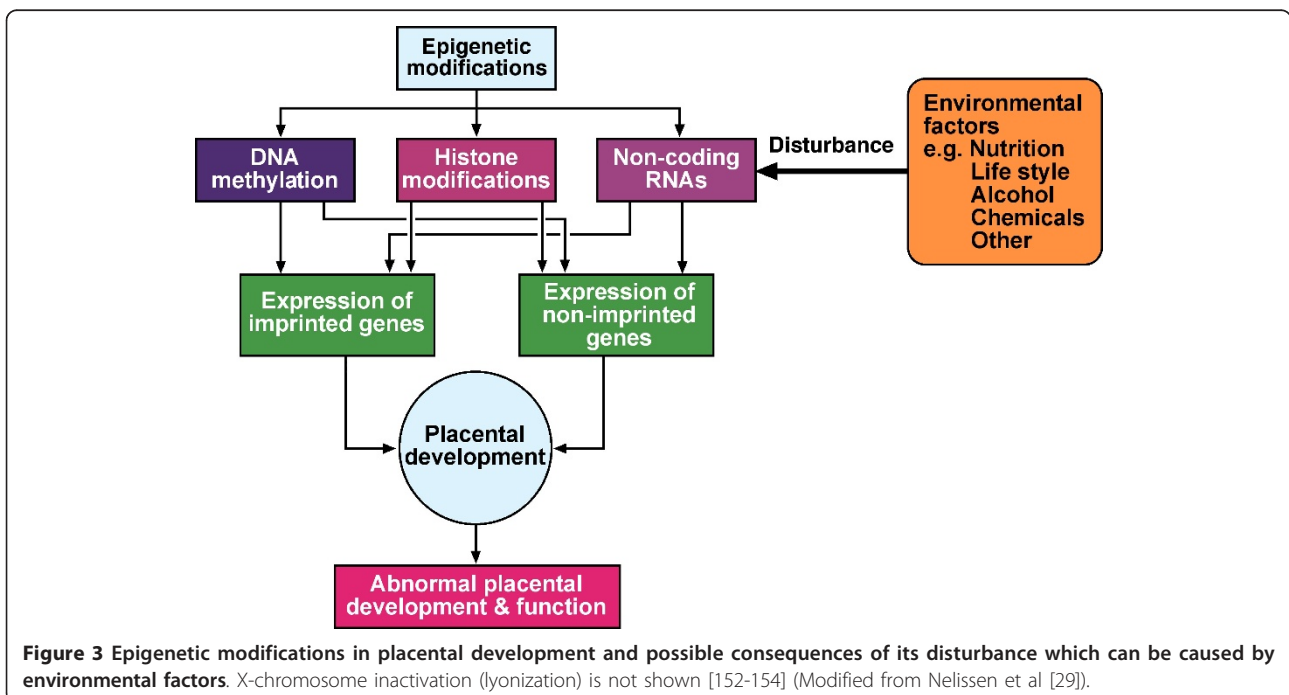 Epigenetic
modifications
Environmental
factors
e.g. Nutrition
Life style
Alcohol
Chemicals
Other
Disturbance
DNA
methylation
Histone
modifications
Non-coding
RNAs
Expression of
imprinted genes
Expression of
non-imprinted
genes
Placental
development
Abnormal placental
development & function
Figure 3 Epigenetic modifications in placental development and possible consequences of its disturbance which can be caused by
environmental factors. X-chromosome inactivation (lyonization) is not shown [152-154] (Modified from Nelissen et al [29]).